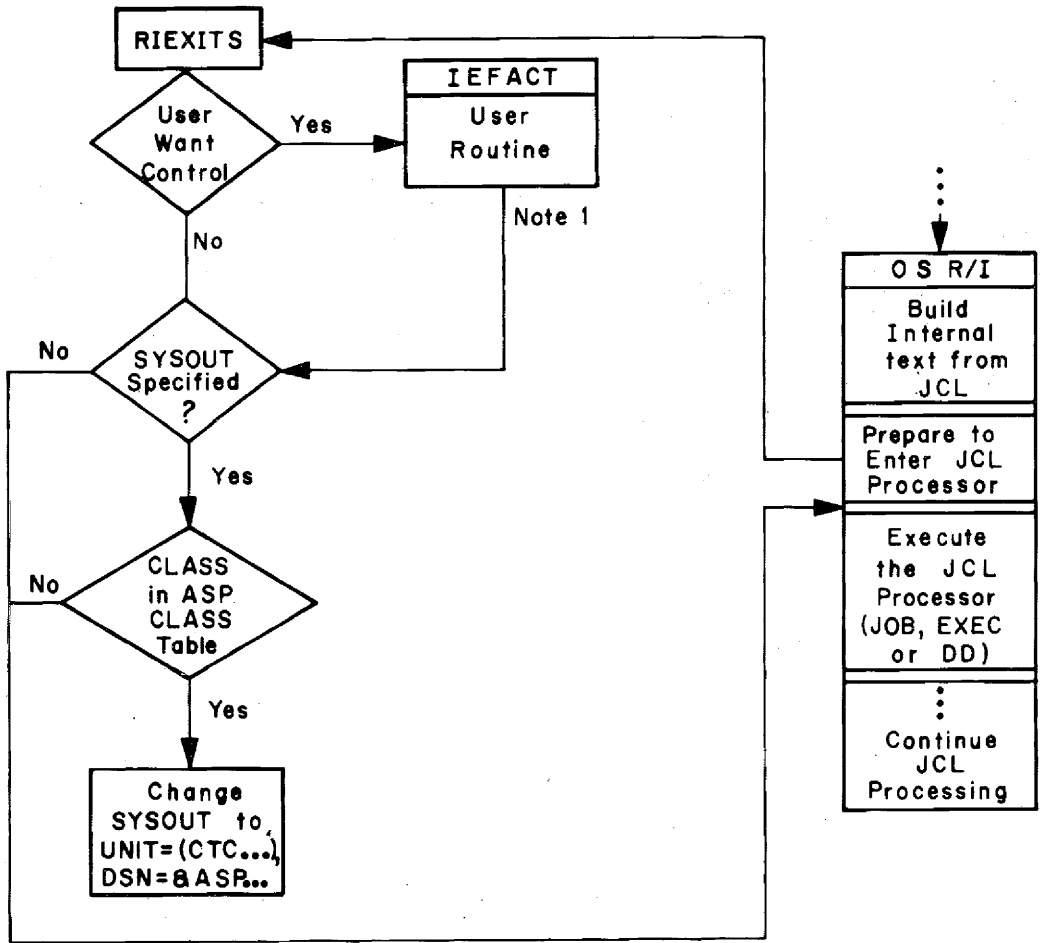 RIEXITS
User
Want
Control
Yes
IEFACT
User
Routine
Note 1
No
SYSOUT
Specified
?
No
Yes
CLASS
in ASP
CLASS
Table
No
Yes
Change
SYSOUT to
UNIT=(CTC...),
DSN=&ASP...
OS R/I
Build
Internal
text from
JCL
Prepare to
Enter JCL
Processor
Execute
the JCL
Processor
(JOB, EXEC
or DD)
Continue
JCL
Processing